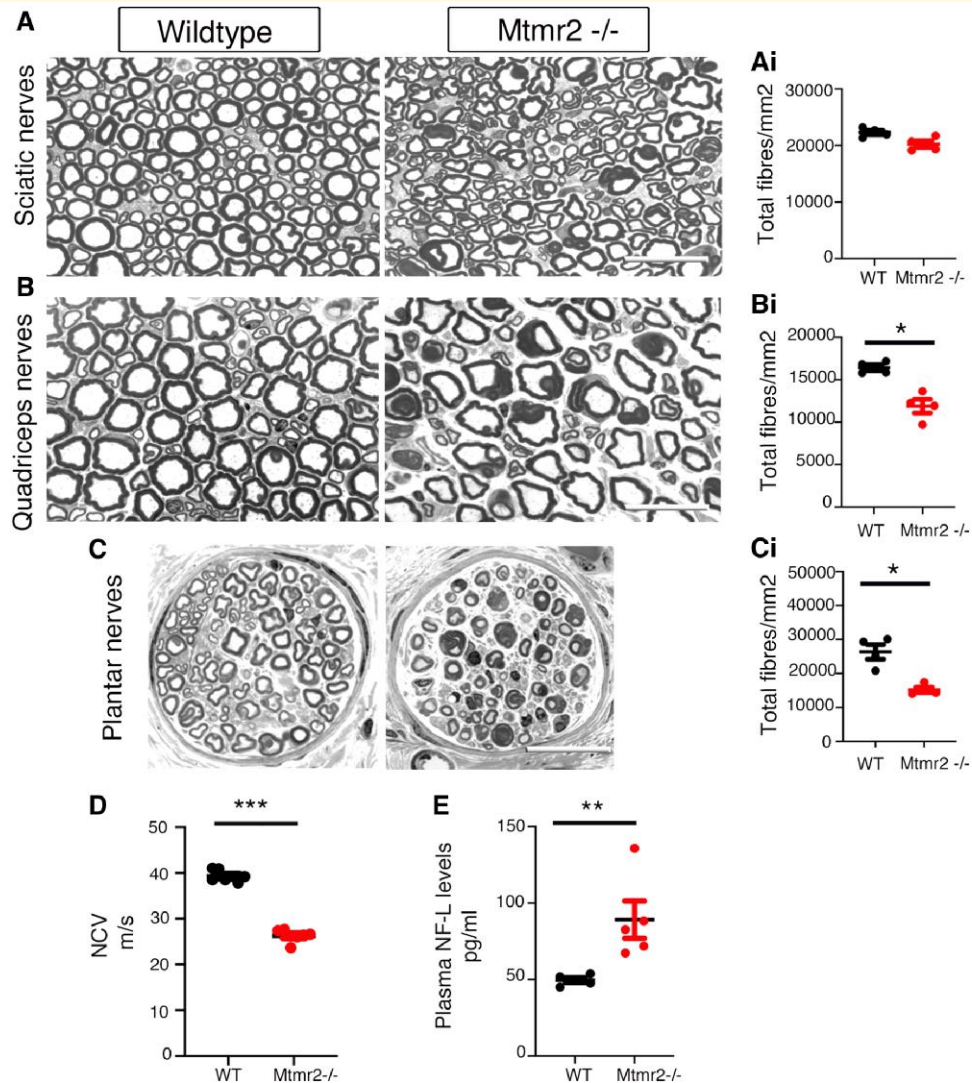 A
Wildtype
Mtmr2 -/-
Sciatic nerves
Ai
Total fibres/mm2
30000
20000
10000
0
WT Mtmr2 -/-
B
Quadriceps nerves
Bi
*
Total fibres/mm2
20000
15000
10000
5000
0
WT Mtmr2 -/-
C
Plantar nerves
Ci
*
Total fibres/mm2
50000
40000
30000
20000
10000
0
WT Mtmr2 -/-
D
***
NCV
m/s
50
40
30
20
10
0
WT Mtmr2-/-
E
**
Plasma NF-L levels
pg/ml
150
100
50
0
WT Mtmr2-/-